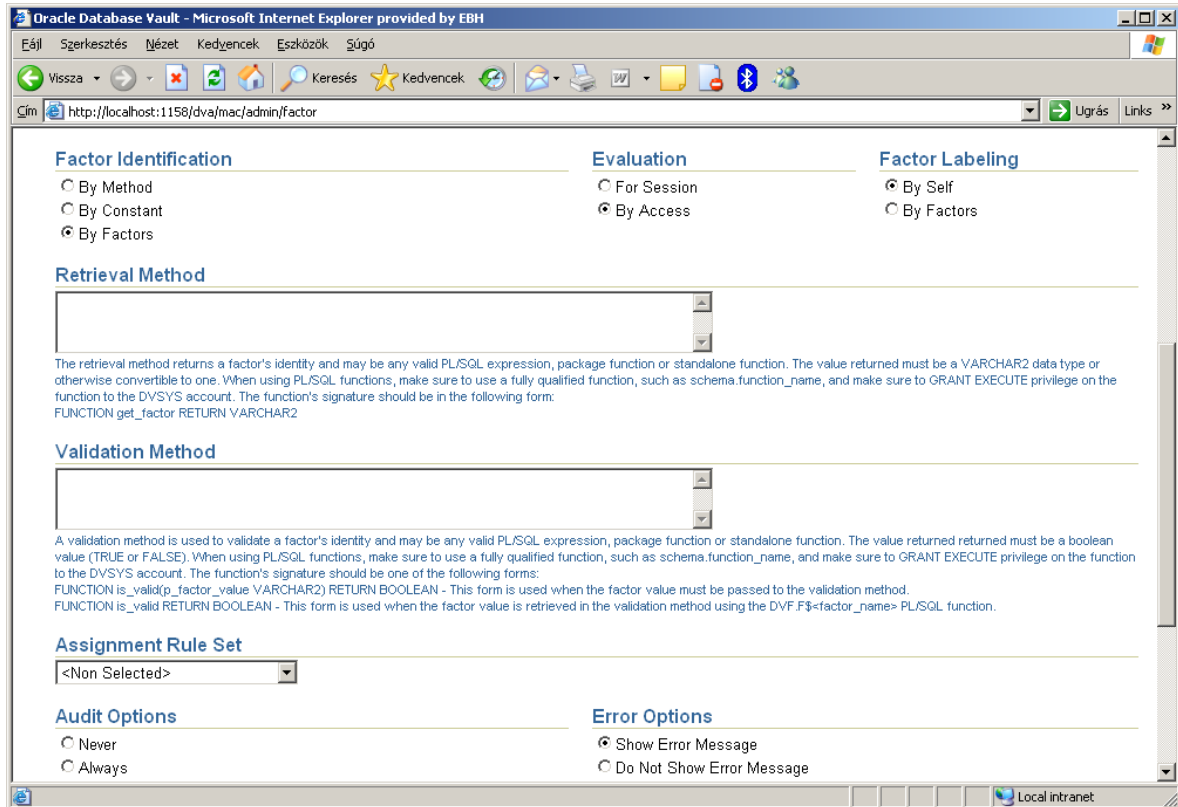 Oracle Database Vault - Microsoft Internet Explorer provided by EBH
Fájl Szerkesztés Nézet Kedvencek Eszközök Súgó
Vissza Keresés Kedvencek
Cím http://localhost:1158/dva/mac/admin/factor Ugrás Links »
Factor Identification Evaluation Factor Labeling
By Method For Session By Self
By Constant By Access By Factors
By Factors
Retrieval Method
The retrieval method returns a factor's identity and may be any valid PL/SQL expression, package function or standalone function. The value returned must be a VARCHAR2 data type or
otherwise convertible to one. When using PL/SQL functions, make sure to use a fully qualified function, such as schema.function_name, and make sure to GRANT EXECUTE privilege on the
function to the DVSYS account. The function's signature should be in the following form:
FUNCTION get_factor RETURN VARCHAR2
Validation Method
A validation method is used to validate a factor's identity and may be any valid PL/SQL expression, package function or standalone function. The value returned returned must be a boolean
value (TRUE or FALSE). When using PL/SQL functions, make sure to use a fully qualified function, such as schema.function_name, and make sure to GRANT EXECUTE privilege on the function
to the DVSYS account. The function's signature should be one of the following forms:
FUNCTION is_valid(p_factor_value VARCHAR2) RETURN BOOLEAN - This form is used when the factor value must be passed to the validation method.
FUNCTION is_valid RETURN BOOLEAN - This form is used when the factor value is retrieved in the validation method using the DVF.F$<factor_name> PL/SQL function.
Assignment Rule Set
<Non Selected>
Audit Options Error Options
Never Show Error Message
Always Do Not Show Error Message
Local intranet